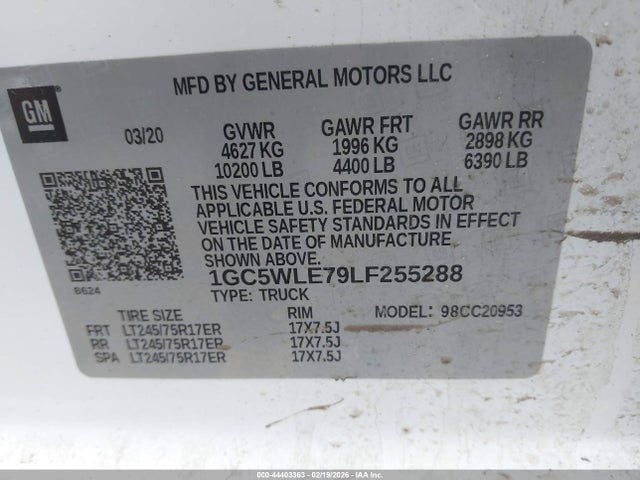 GM
MFD BY GENERAL MOTORS LLC
03/20
GVWR GAWR FRT GAWR RR
4627 KG 1996 KG 2898 KG
10200 LB 4400 LB 6390 LB
THIS VEHICLE CONFORMS TO ALL
APPLICABLE U.S. FEDERAL MOTOR
VEHICLE SAFETY STANDARDS IN EFFECT
ON THE DATE OF MANUFACTURE
SHOWN ABOVE.
8624
1GC5WLE79LF255288
TYPE: TRUCK
TIRE SIZE RIM MODEL: 98CC20953
FRT LT245/75R17ER 17X7.5J
RR LT245/75R17ER 17X7.5J
SPA LT245/75R17ER 17X7.5J
000-44403363 - 02/19/2026 - IAA Corp.